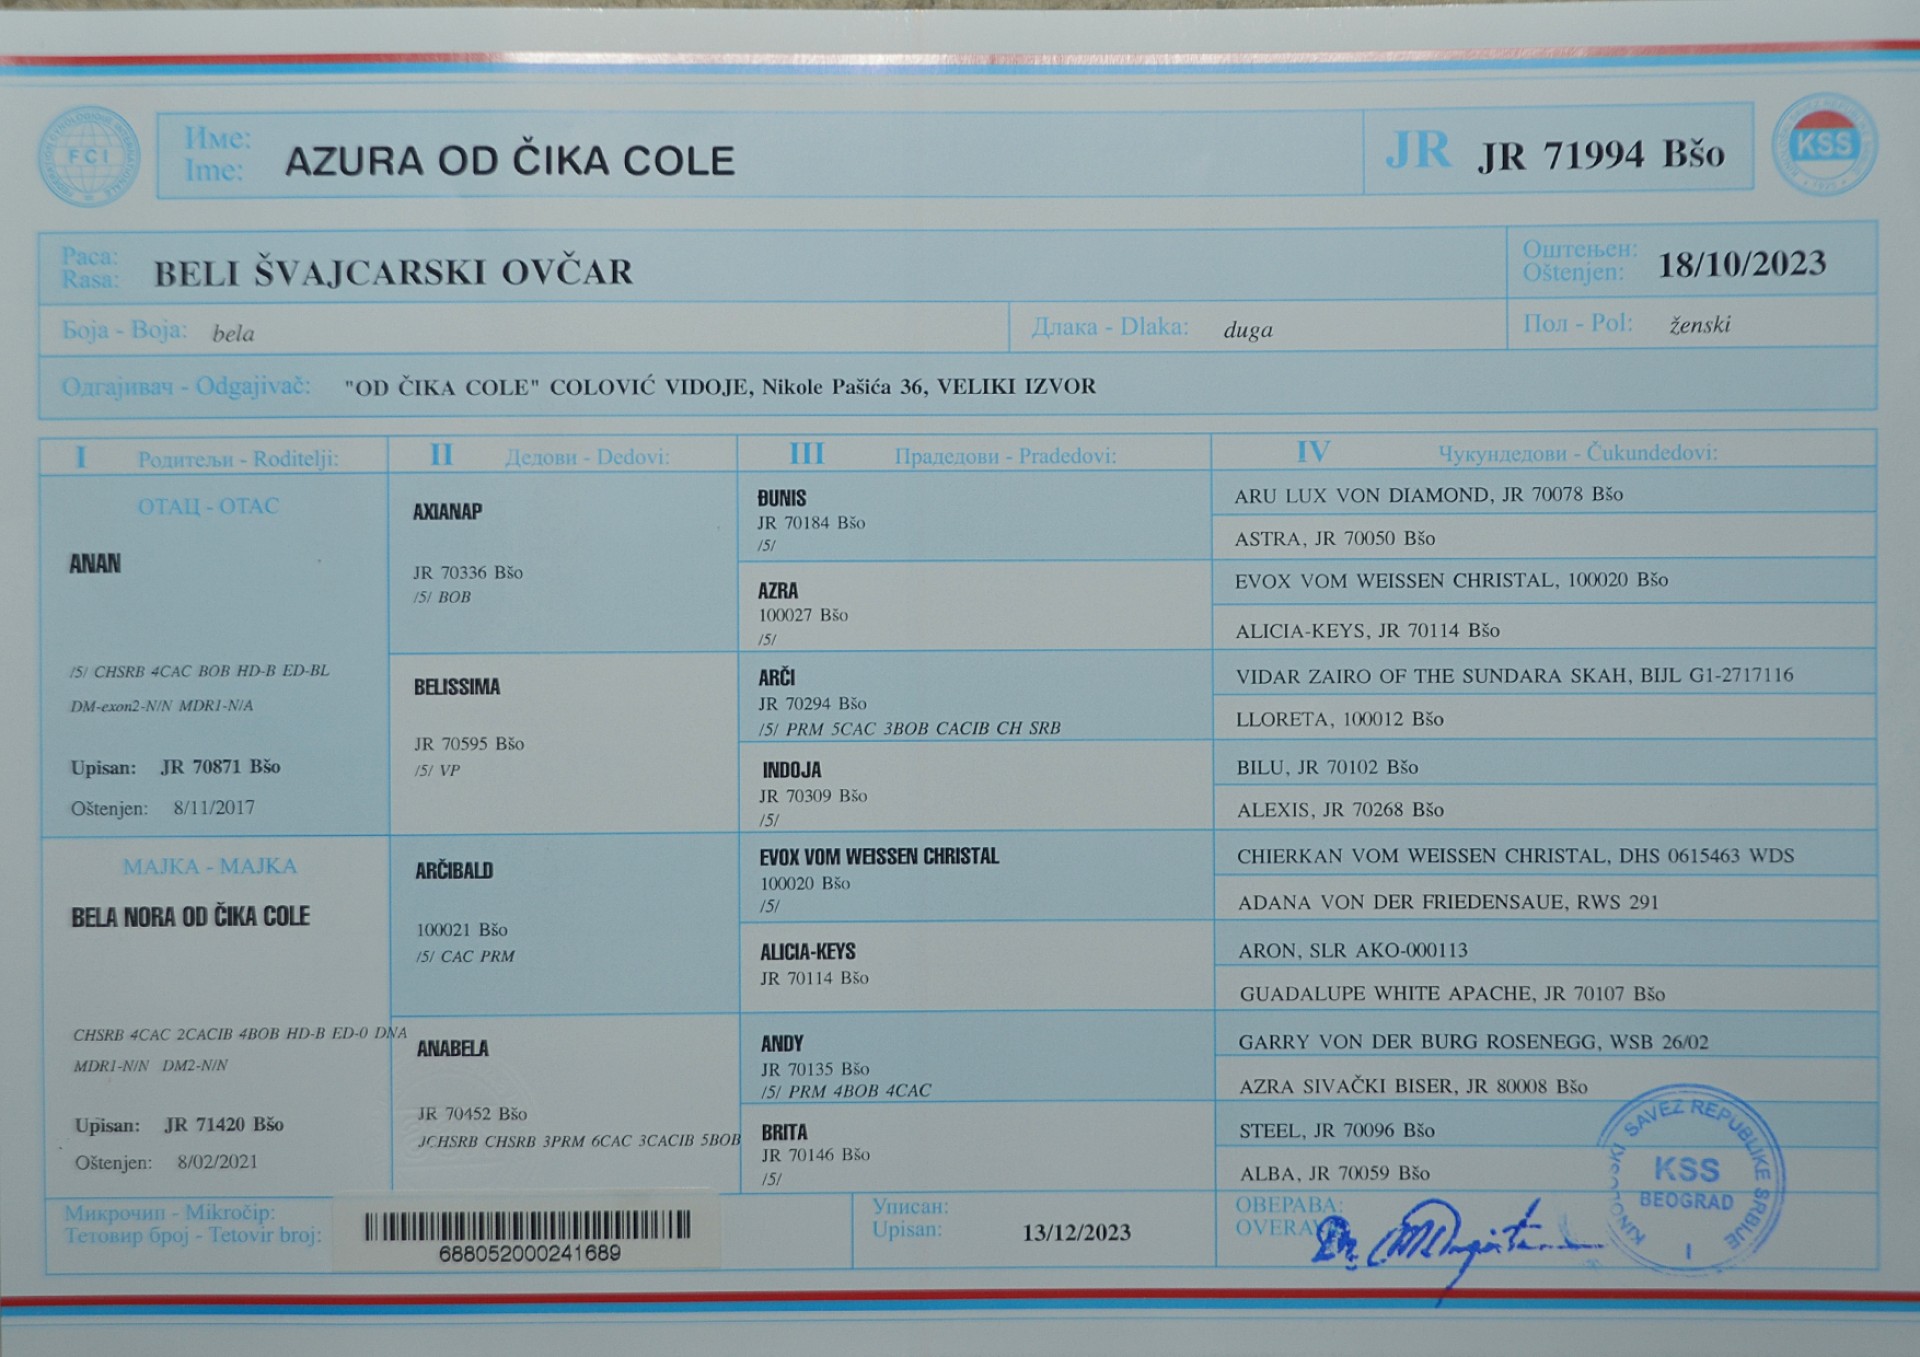 FCI
Име:
Ime:
AZURA OD ČIKA COLE
JR
JR 71994 Bšo
KSS
Раса:
Rasa:
BELI ŠVAJCARSKI OVČAR
Оштењен:
Oštenjen:
18/10/2023
Боја - Boja: bela
Длака - Dlaka: duga
Пол - Pol: ženski
Одгајивач - Odgajivač: "OD ČIKA COLE" COLOVIĆ VIDOJE, Nikole Pašića 36, VELIKI IZVOR
I Родитељи - Roditelji:
II Дедови - Dedovi:
III Прадедови - Pradedovi:
IV Чукундедови - Čukundedovi:
ОТАЦ - OTAC
ANAN
/5/ CHSRB 4CAC BOB HD-B ED-BL
DM-exon2-N/N MDR1-N/A
Upisan: JR 70871 Bšo
Oštenjen: 8/11/2017
МАЈКА - MAJKA
BELA NORA OD ČIKA COLE
CHSRB 4CAC 2CACIB 4BOB HD-B ED-0 DNA
MDR1-N/N DM2-N/N
Upisan: JR 71420 Bšo
Oštenjen: 8/02/2021
AXIANAP
JR 70336 Bšo
/5/ BOB
BELISSIMA
JR 70595 Bšo
/5/ VP
ARČIBALD
100021 Bšo
/5/ CAC PRM
ANABELA
JR 70452 Bšo
JCHSRB CHSRB 3PRM 6CAC 3CACIB 5BOB
ĐUNIS
JR 70184 Bšo
/5/
AZRA
100027 Bšo
/5/
ARČI
JR 70294 Bšo
/5/ PRM 5CAC 3BOB CACIB CH SRB
INDOJA
JR 70309 Bšo
/5/
EVOX VOM WEISSEN CHRISTAL
100020 Bšo
/5/
ALICIA-KEYS
JR 70114 Bšo
ANDY
JR 70135 Bšo
/5/ PRM 4BOB 4CAC
BRITA
JR 70146 Bšo
/5/
ARU LUX VON DIAMOND, JR 70078 Bšo
ASTRA, JR 70050 Bšo
EVOX VOM WEISSEN CHRISTAL, 100020 Bšo
ALICIA-KEYS, JR 70114 Bšo
VIDAR ZAIRO OF THE SUNDARA SKAH, BIJL G1-2717116
LLORETA, 100012 Bšo
BILU, JR 70102 Bšo
ALEXIS, JR 70268 Bšo
CHIERKAN VOM WEISSEN CHRISTAL, DHS 0615463 WDS
ADANA VON DER FRIEDENSAUE, RWS 291
ARON, SLR AKO-000113
GUADALUPE WHITE APACHE, JR 70107 Bšo
GARRY VON DER BURG ROSENEGG, WSB 26/02
AZRA SIVAČKI BISER, JR 80008 Bšo
STEEL, JR 70096 Bšo
ALBA, JR 70059 Bšo
Микрочип - Mikročip:
Тетовир број - Tetovir broj:
688052000241689
Уписан:
Upisan:
13/12/2023
ОВЕРАВА:
OVERAVA
KINOLOŠKI SAVEZ REPUBLIKE SRBIJE
KSS
BEOGRAD
I